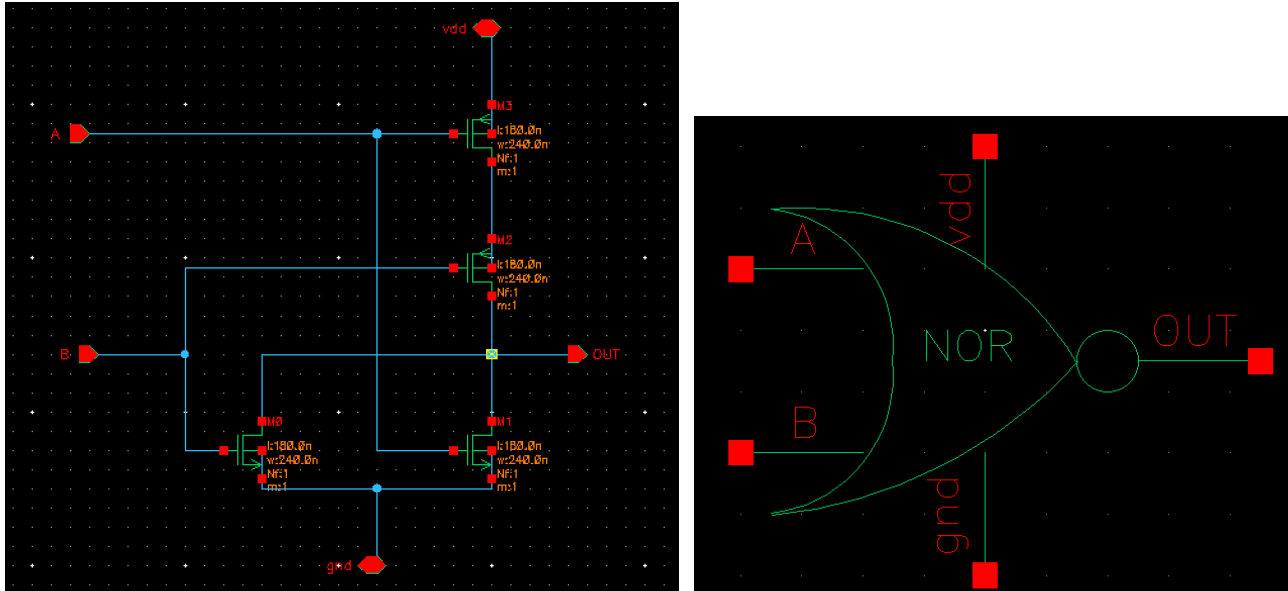 vdd
M3
A
l:180.0n
w:240.0n
Nf:1
m:1
M2
l:180.0n
w:240.0n
Nf:1
m:1
B
OUT
M0
l:180.0n
w:240.0n
Nf:1
m:1
M1
l:180.0n
w:240.0n
Nf:1
m:1
gnd
vdd
A
NOR
OUT
B
gnd